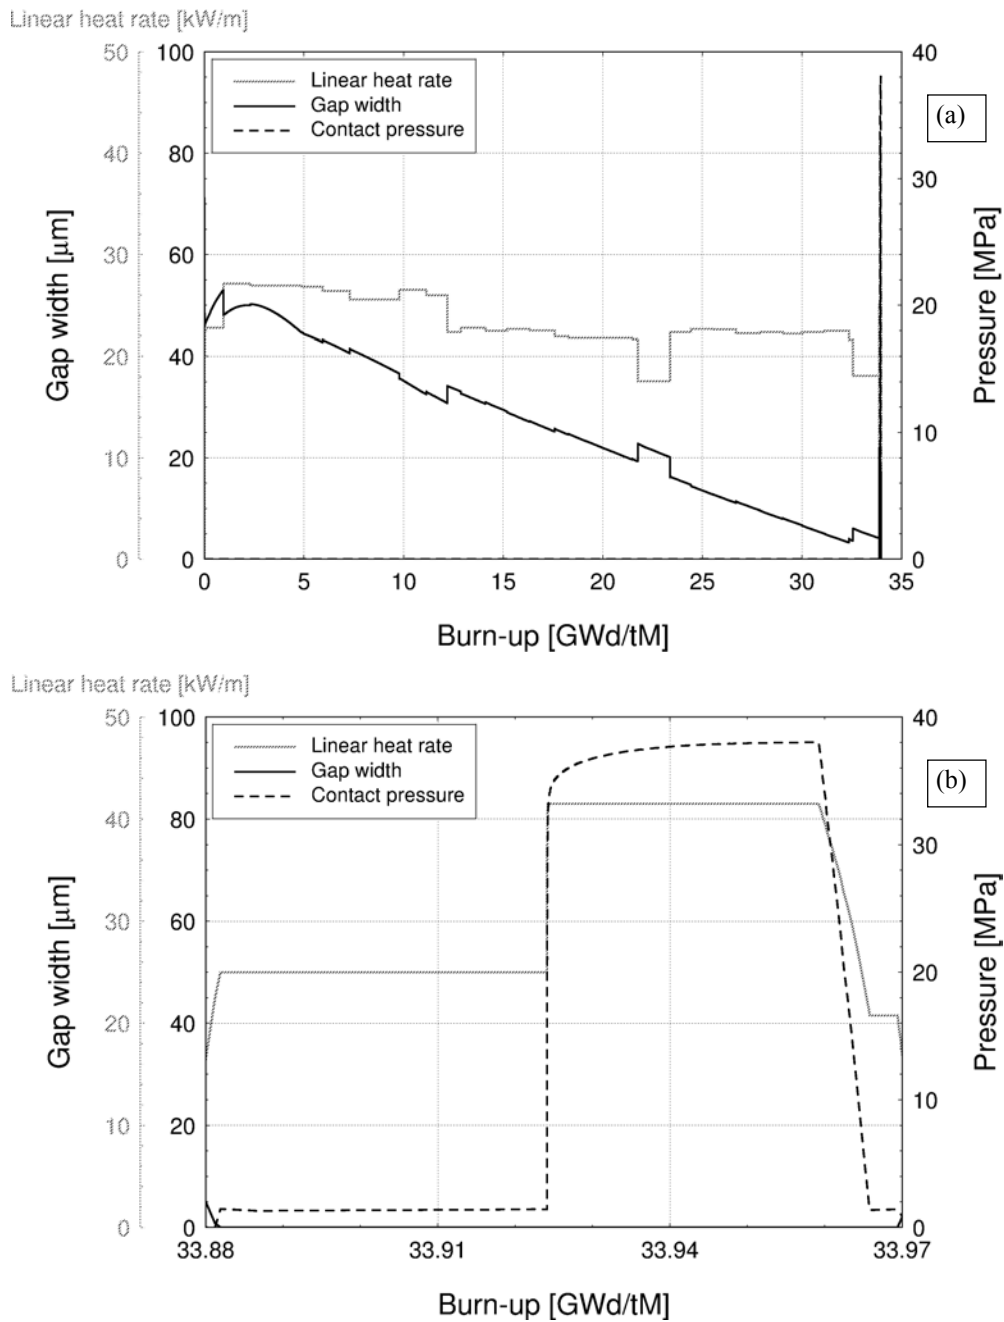 Linear heat rate [kW/m]
50
40
30
20
10
0
Gap width [μm]
100
80
60
40
20
0
Linear heat rate
Gap width
Contact pressure
(a)
40
30
20
10
0
Pressure [MPa]
0 5 10 15 20 25 30 35
Burn-up [GWd/tM]
Linear heat rate [kW/m]
50
40
30
20
10
0
Gap width [μm]
100
80
60
40
20
0
Linear heat rate
Gap width
Contact pressure
(b)
40
30
20
10
0
Pressure [MPa]
33.88 33.91 33.94 33.97
Burn-up [GWd/tM]